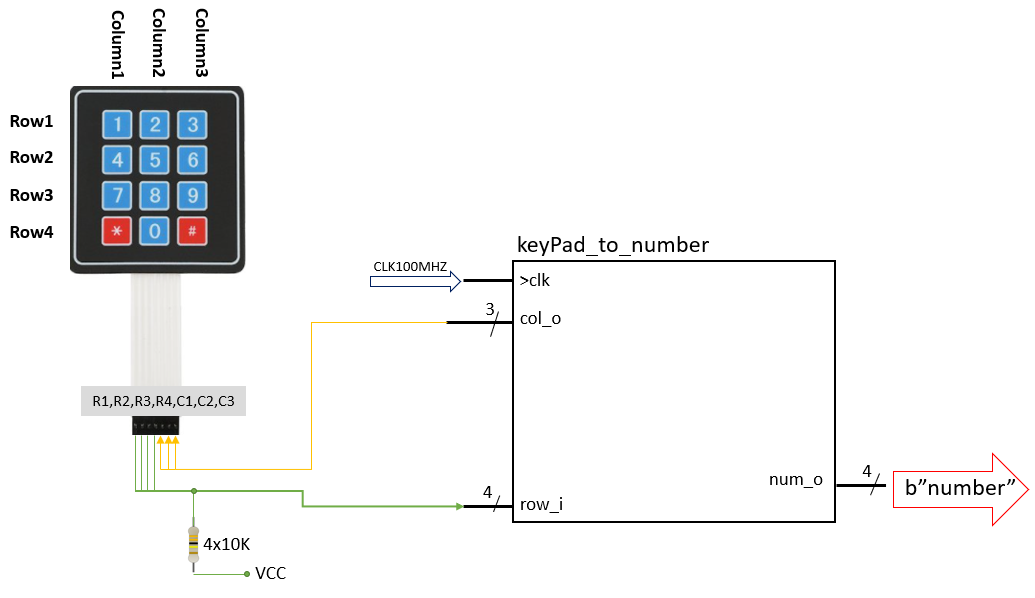 Column1
Column2
Column3
Row1
Row2
Row3
Row4
1 2 3
4 5 6
7 8 9
* 0 #
R1,R2,R3,R4,C1,C2,C3
keyPad_to_number
CLK100MHZ
>clk
3
col_o
4
row_i
num_o
4
b”number”
4x10K
VCC